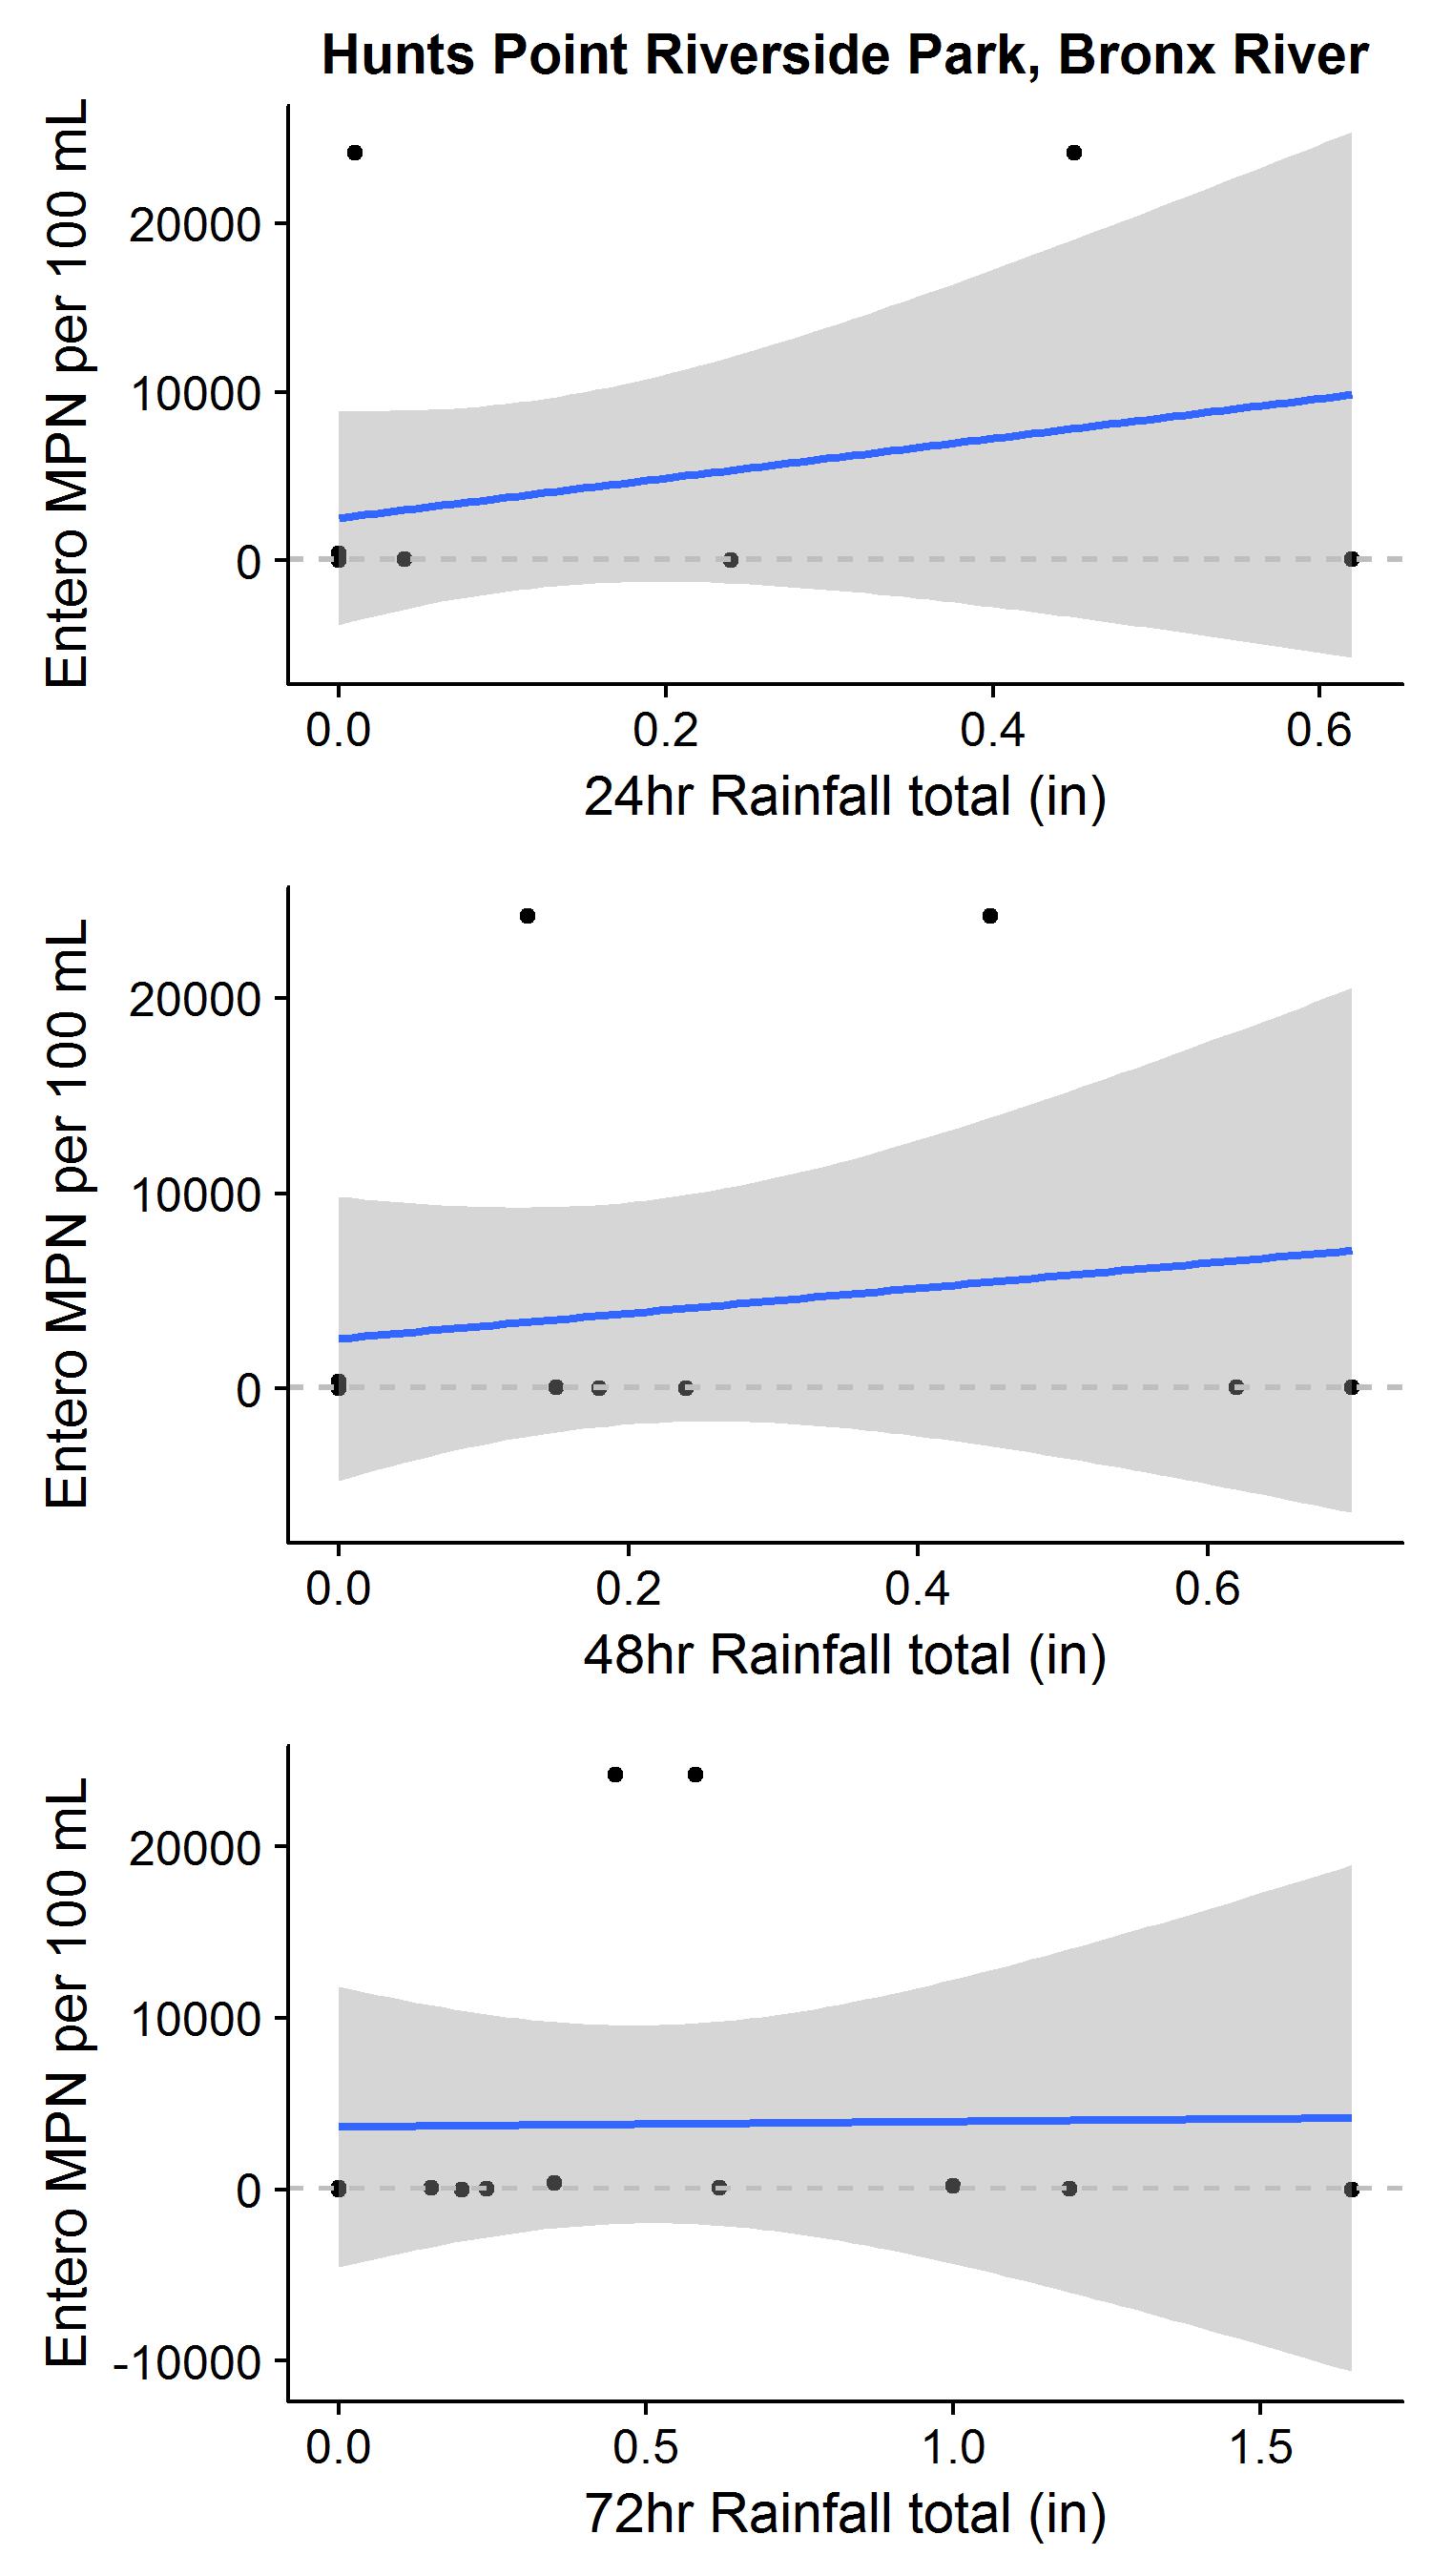 Hunts Point Riverside Park, Bronx River
Entero MPN per 100 mL
20000
10000
0
0.0 0.2 0.4 0.6
24hr Rainfall total (in)
Entero MPN per 100 mL
20000
10000
0
0.0 0.2 0.4 0.6
48hr Rainfall total (in)
Entero MPN per 100 mL
20000
10000
0
-10000
0.0 0.5 1.0 1.5
72hr Rainfall total (in)